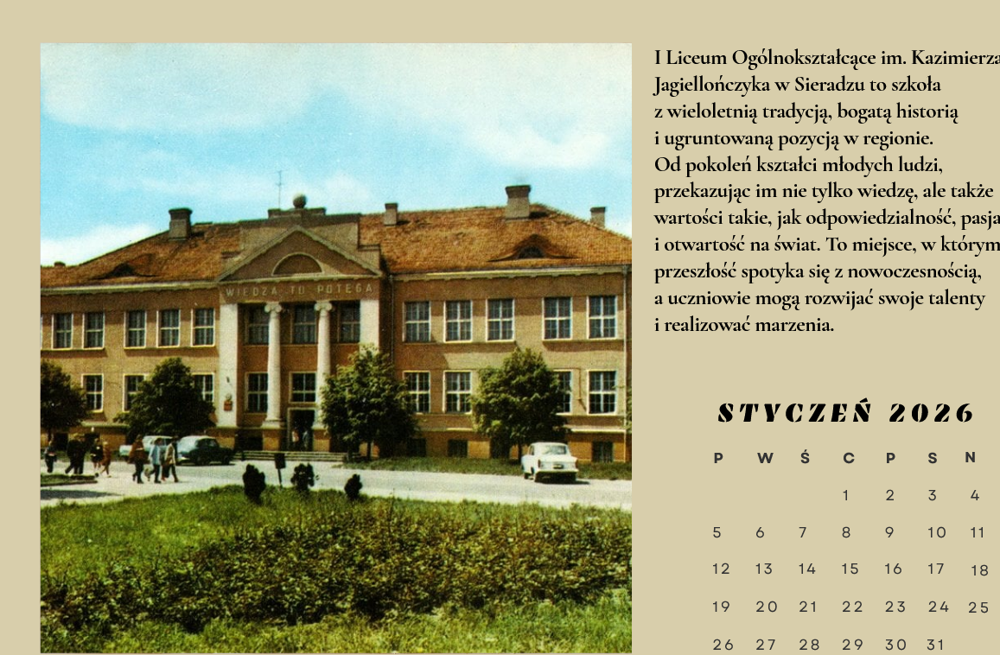 WIEDZA TO POTĘGA
I Liceum Ogólnokształcące im. Kazimierza
Jagiellończyka w Sieradzu to szkoła
z wieloletnią tradycją, bogatą historią
i ugruntowaną pozycją w regionie.
Od pokoleń kształci młodych ludzi,
przekazując im nie tylko wiedzę, ale także
wartości takie, jak odpowiedzialność, pasja
i otwartość na świat. To miejsce, w którym
przeszłość spotyka się z nowoczesnością,
a uczniowie mogą rozwijać swoje talenty
i realizować marzenia.
STYCZEŃ 2026
P W Ś C P S N
1 2 3 4
5 6 7 8 9 10 11
12 13 14 15 16 17 18
19 20 21 22 23 24 25
26 27 28 29 30 31